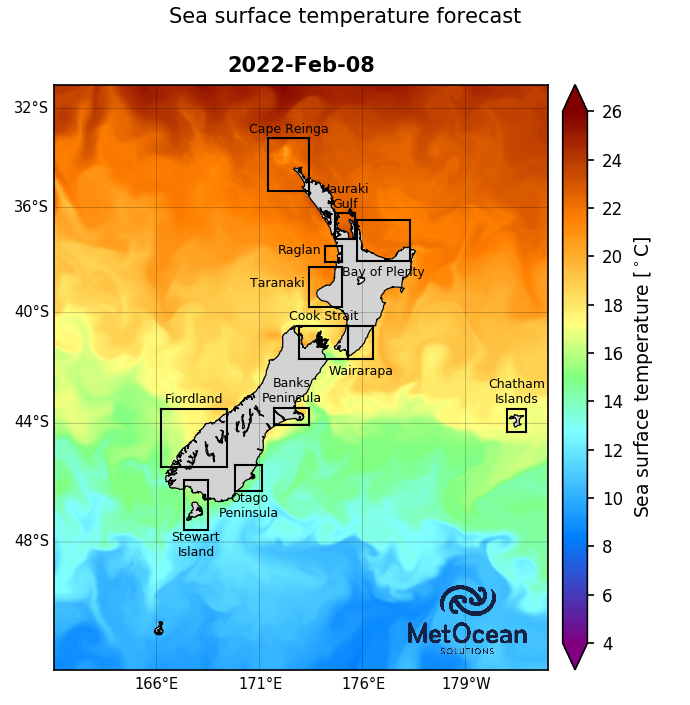 Sea surface temperature forecast
2022-Feb-08
32°S
36°S
40°S
44°S
48°S
166°E
171°E
176°E
179°W
Cape Reinga
Hauraki
Gulf
Raglan
Bay of Plenty
Taranaki
Cook Strait
Wairarapa
Banks
Peninsula
Fiordland
Chatham
Islands
Otago
Peninsula
Stewart
Island
MetOcean
SOLUTIONS
26
24
22
20
18
16
14
12
10
8
6
4
Sea surface temperature [°C]